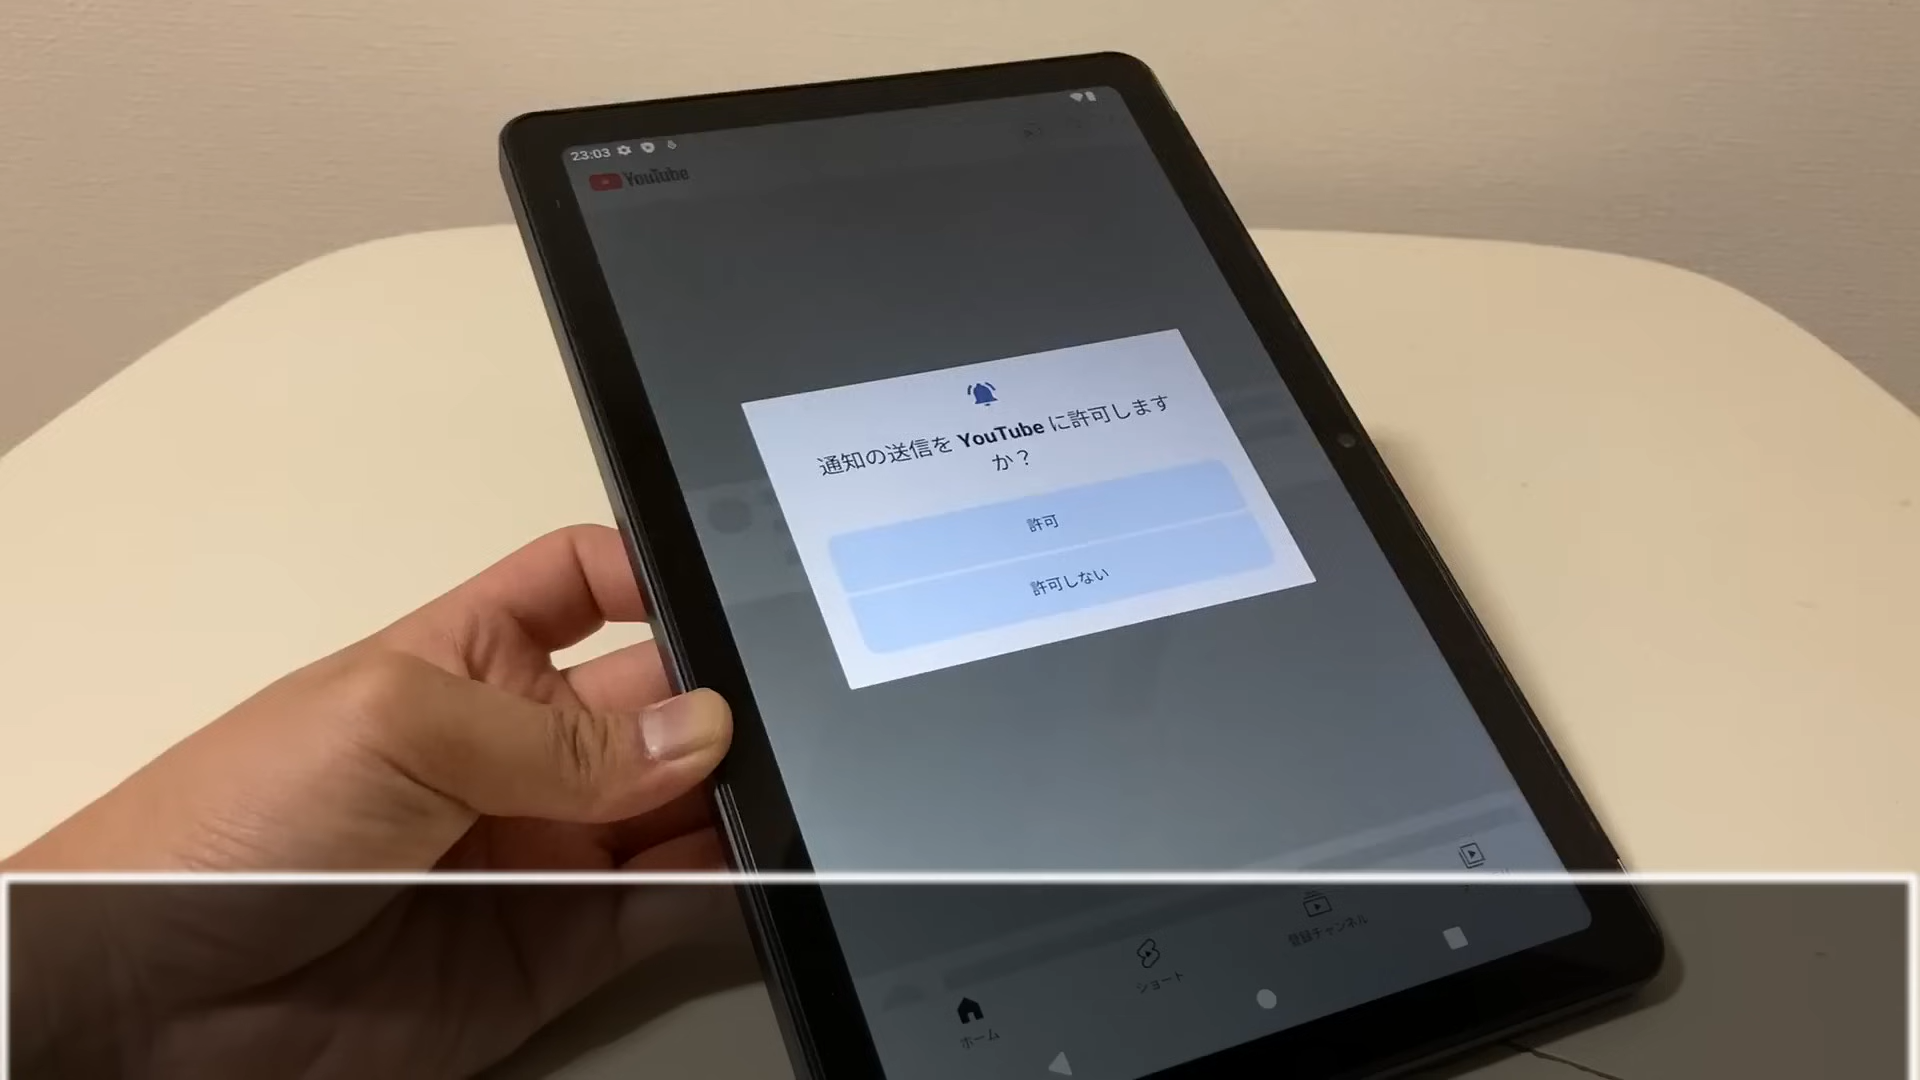 23:03
YouTube
通知の送信を YouTube に許可します
か？
許可
許可しない
ホーム
ショート
登録チャンネル